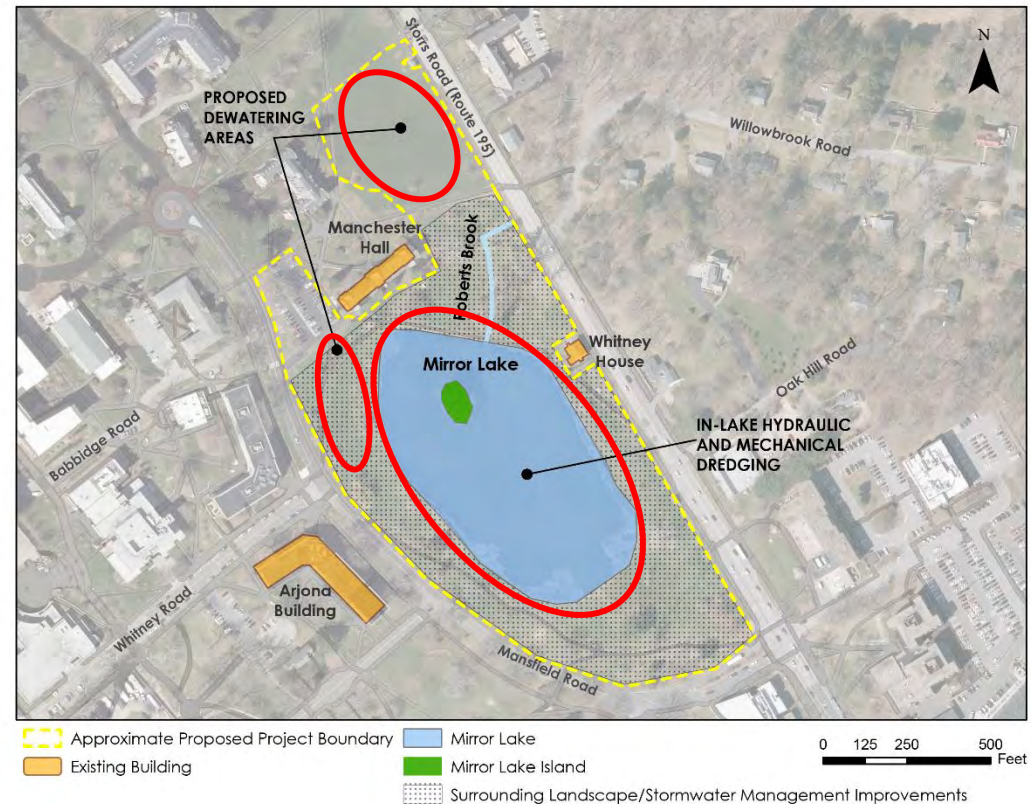 N
Storrs Road (Route 195)
PROPOSED
DEWATERING
AREAS
Willowbrook Road
Manchester
Hall
Roberts Brook
Whitney
House
Mirror Lake
Oak Hill Road
IN-LAKE HYDRAULIC
AND MECHANICAL
DREDGING
Babbidge Road
Arjona
Building
Whitney Road
Mansfield Road
Approximate Proposed Project Boundary
Mirror Lake
0 125 250 500
Feet
Existing Building
Mirror Lake Island
Surrounding Landscape/Stormwater Management Improvements